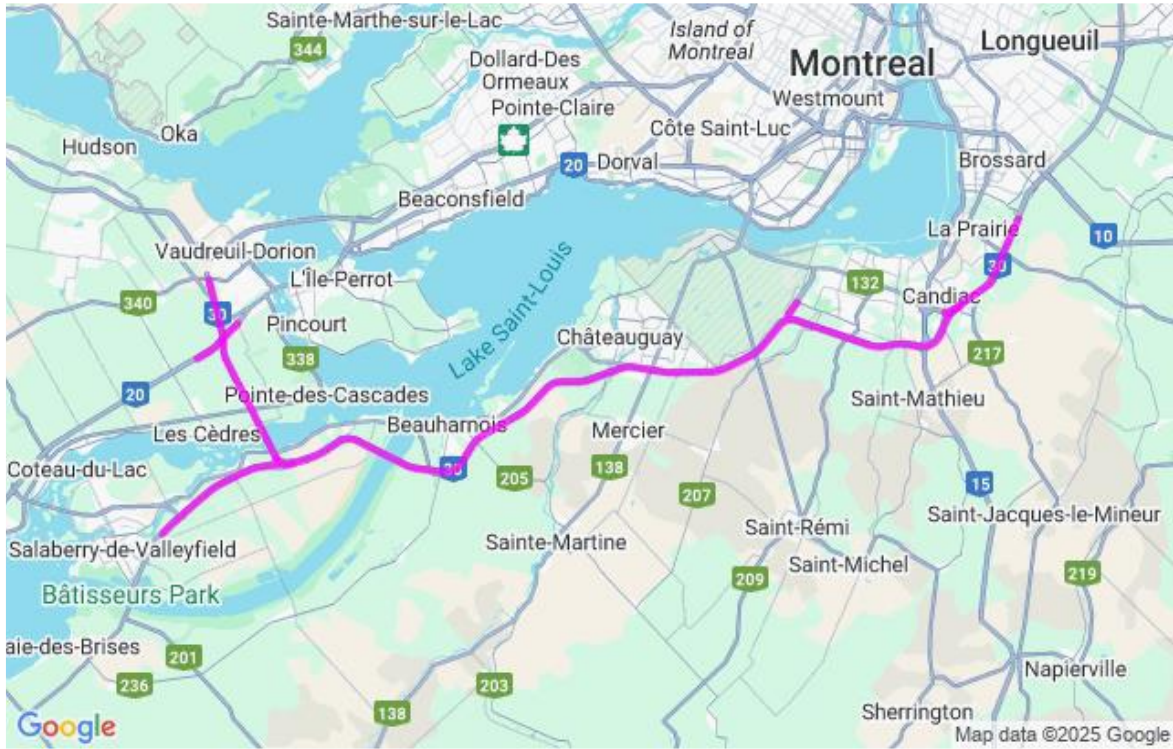 Sainte-Marthe-sur-le-Lac
344
Island of
Montreal
Longueuil
Dollard-Des
Ormeaux
Montreal
Pointe-Claire
Westmount
Oka
Hudson
Côte Saint-Luc
20
Dorval
Brossard
Beaconsfield
La Prairie
10
Vaudreuil-Dorion
L'Île-Perrot
30
132
340
30
Candiac
Pincourt
Lake Saint-Louis
Châteauguay
338
217
20
Pointe-des-Cascades
Saint-Mathieu
Les Cèdres
Beauharnois
Mercier
Coteau-du-Lac
30
205
138
207
15
Saint-Jacques-le-Mineur
Saint-Rémi
Salaberry-de-Valleyfield
Sainte-Martine
Saint-Michel
209
219
Bâtisseurs Park
aie-des-Brises
201
Napierville
236
203
138
Sherrington
Google
Map data ©2025 Google